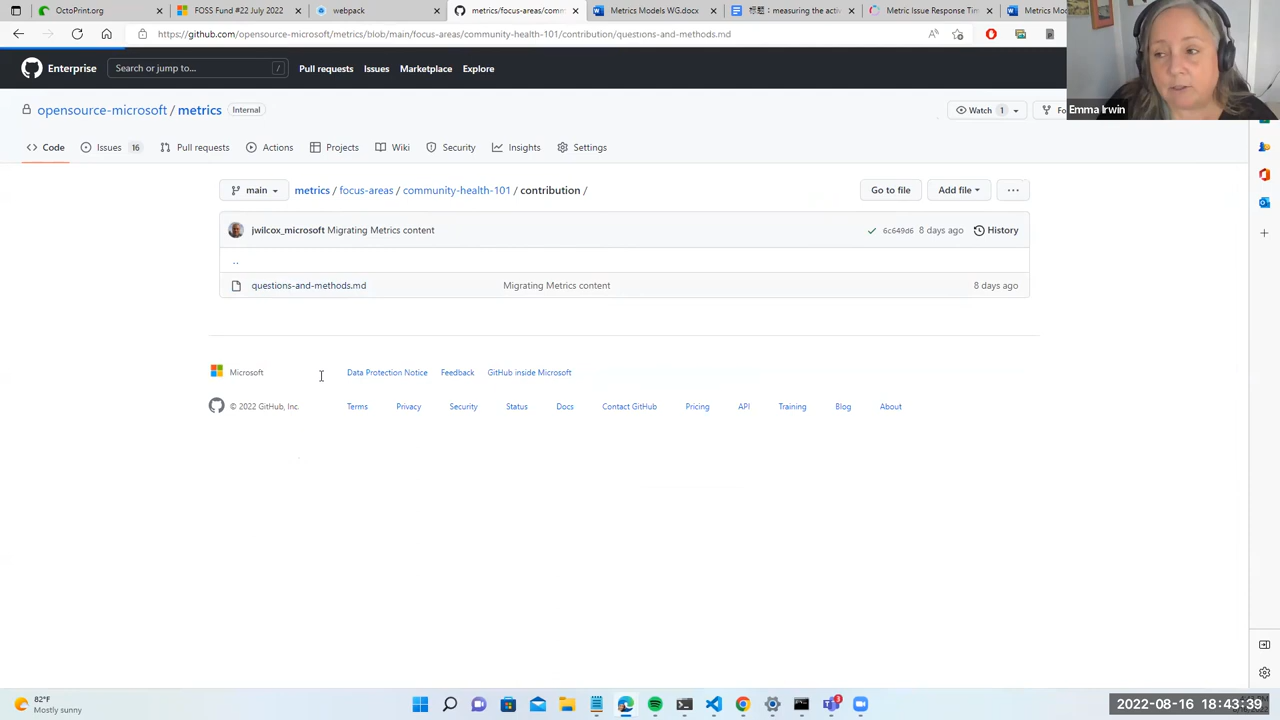 OctoPrint.org
FOSS Fund #22 July 2022
webpack
metrics/focus-areas/comm
Metrics Models WG.docx
: measuring the activ
Metric Issue Response Tim
Metrics Mod
https://github.com/opensource-microsoft/metrics/blob/main/focus-areas/community-health-101/contribution/questions-and-methods.md
Enterprise
Search or jump to...
/
Pull requests
Issues
Marketplace
Explore
Emma Irwin
opensource-microsoft / metrics
Internal
Watch 1
Fo
Code
Issues 16
Pull requests
Actions
Projects
Wiki
Security
Insights
Settings
main
metrics / focus-areas / community-health-101 / contribution /
Go to file
Add file
...
jwilcox_microsoft Migrating Metrics content
6c649d6 8 days ago
History
..
questions-and-methods.md
Migrating Metrics content
8 days ago
Microsoft
Data Protection Notice
Feedback
GitHub inside Microsoft
© 2022 GitHub, Inc.
Terms
Privacy
Security
Status
Docs
Contact GitHub
Pricing
API
Training
Blog
About
82°F
Mostly sunny
3
2022-08-16 18:43:39